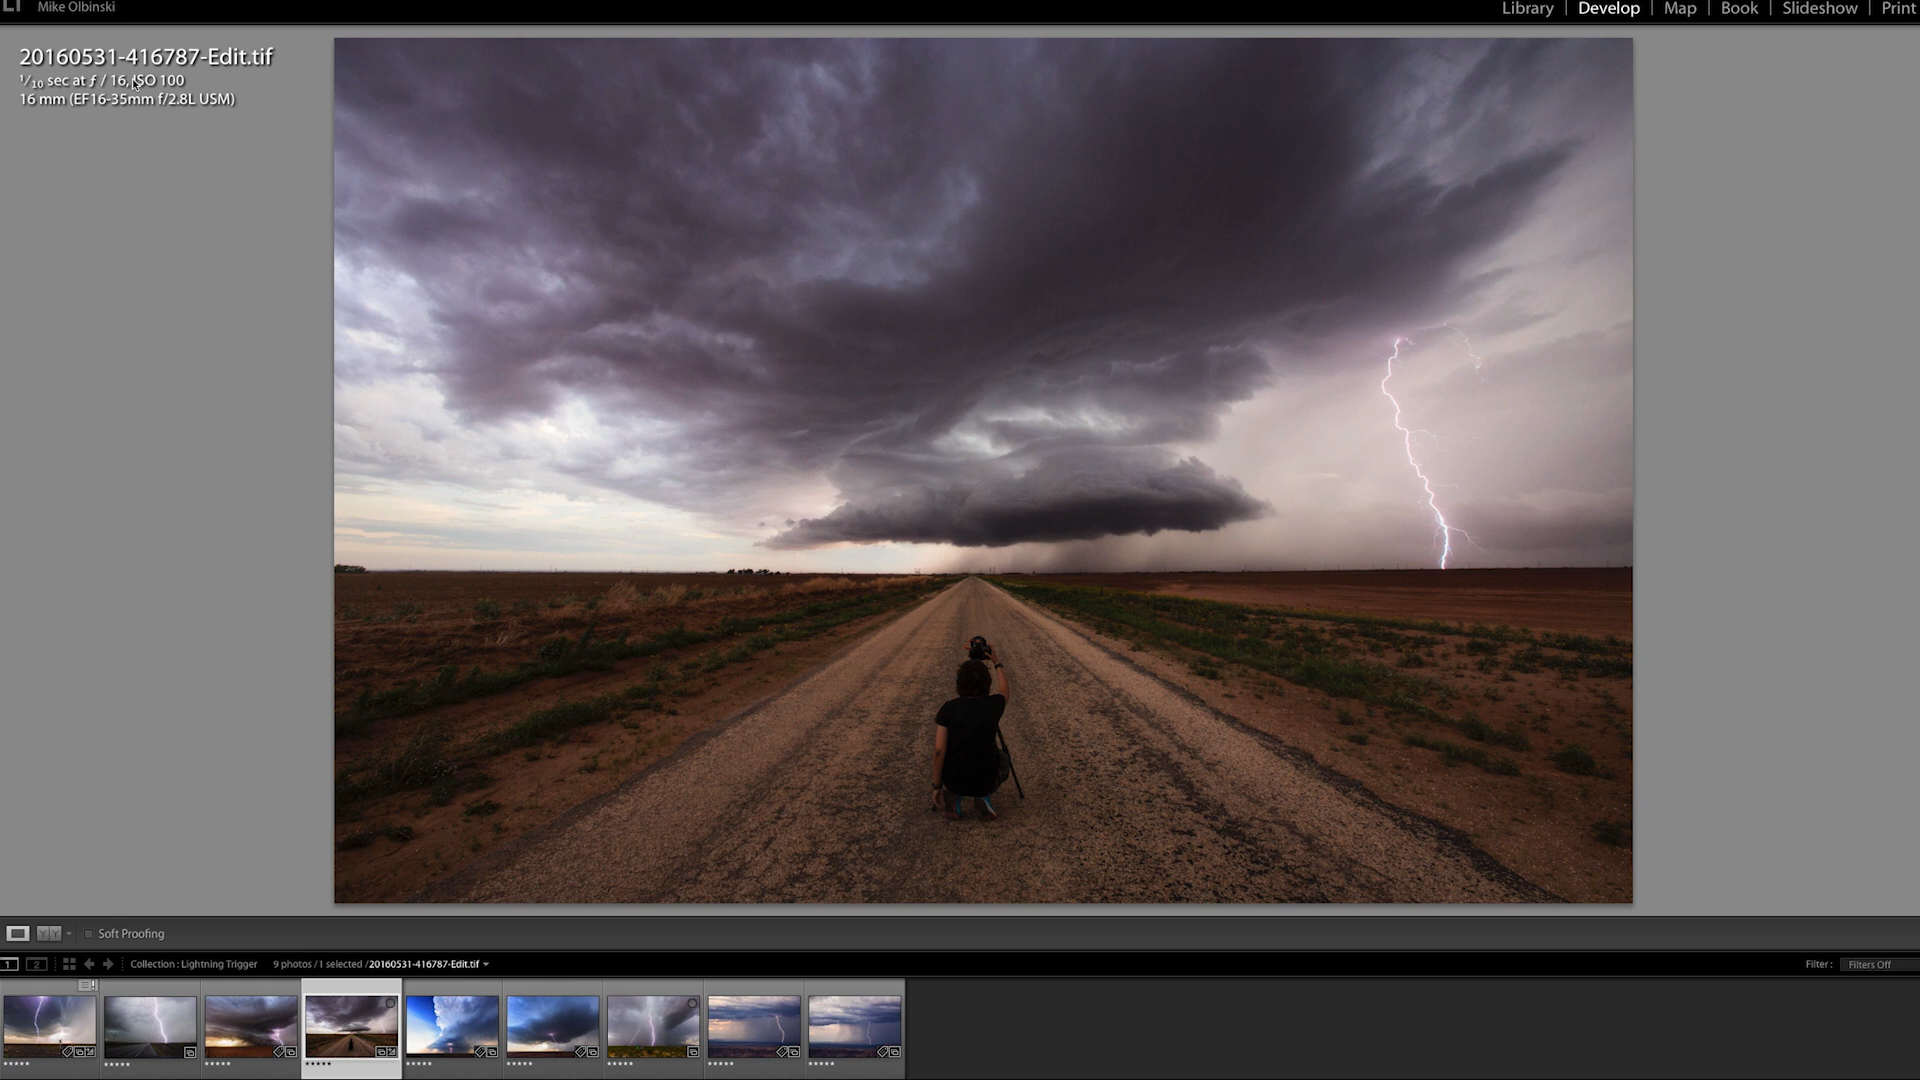 Lr Mike Olbinski
Library | Develop | Map | Book | Slideshow | Print
20160531-416787-Edit.tif
1/10 sec at ƒ / 16, ISO 100
16 mm (EF16-35mm f/2.8L USM)
YY Soft Proofing
1 2 Collection : Lightning Trigger 9 photos / 1 selected / 20160531-416787-Edit.tif Filter : Filters Off